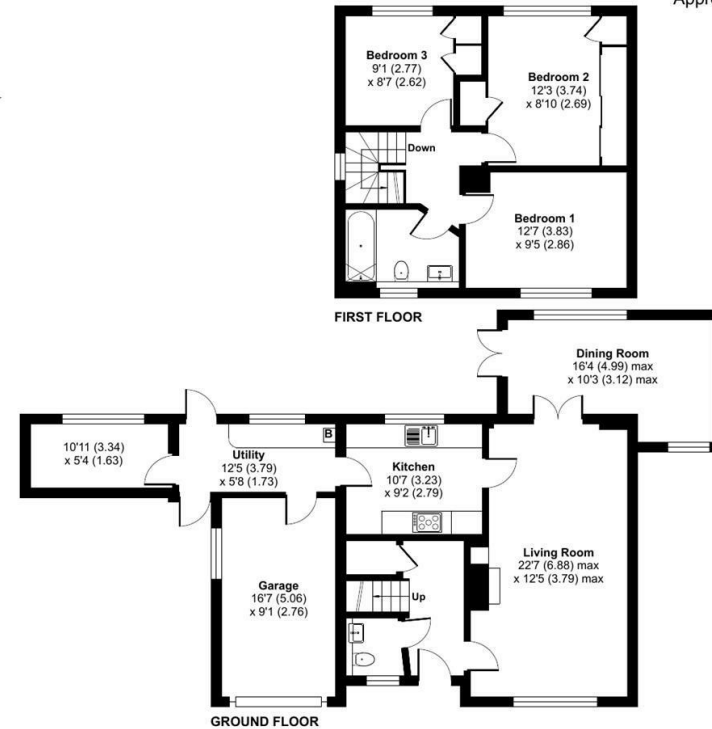 Appro
Bedroom 3
9'1 (2.77)
x 8'7 (2.62)
Bedroom 2
12'3 (3.74)
x 8'10 (2.69)
Down
Bedroom 1
12'7 (3.83)
x 9'5 (2.86)
FIRST FLOOR
Dining Room
16'4 (4.99) max
x 10'3 (3.12) max
10'11 (3.34)
x 5'4 (1.63)
B
Utility
12'5 (3.79)
x 5'8 (1.73)
Kitchen
10'7 (3.23)
x 9'2 (2.79)
Living Room
22'7 (6.88) max
x 12'5 (3.79) max
Garage
16'7 (5.06)
x 9'1 (2.76)
Up
GROUND FLOOR